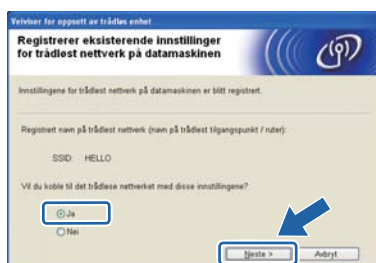 Veiviser for oppsett av trådløs enhet
Registrerer eksisterende innstillinger
for trådløst nettverk på datamaskinen
Innstillingene for trådløst nettverk på datamaskinen er blitt registrert.
Registrert navn på trådløst nettverk (navn på trådløst tilgangspunkt / ruter):
SSID: HELLO
Vil du koble til det trådløse nettverket med disse innstillingene?
Ja
Nei
Neste >
Avbryt